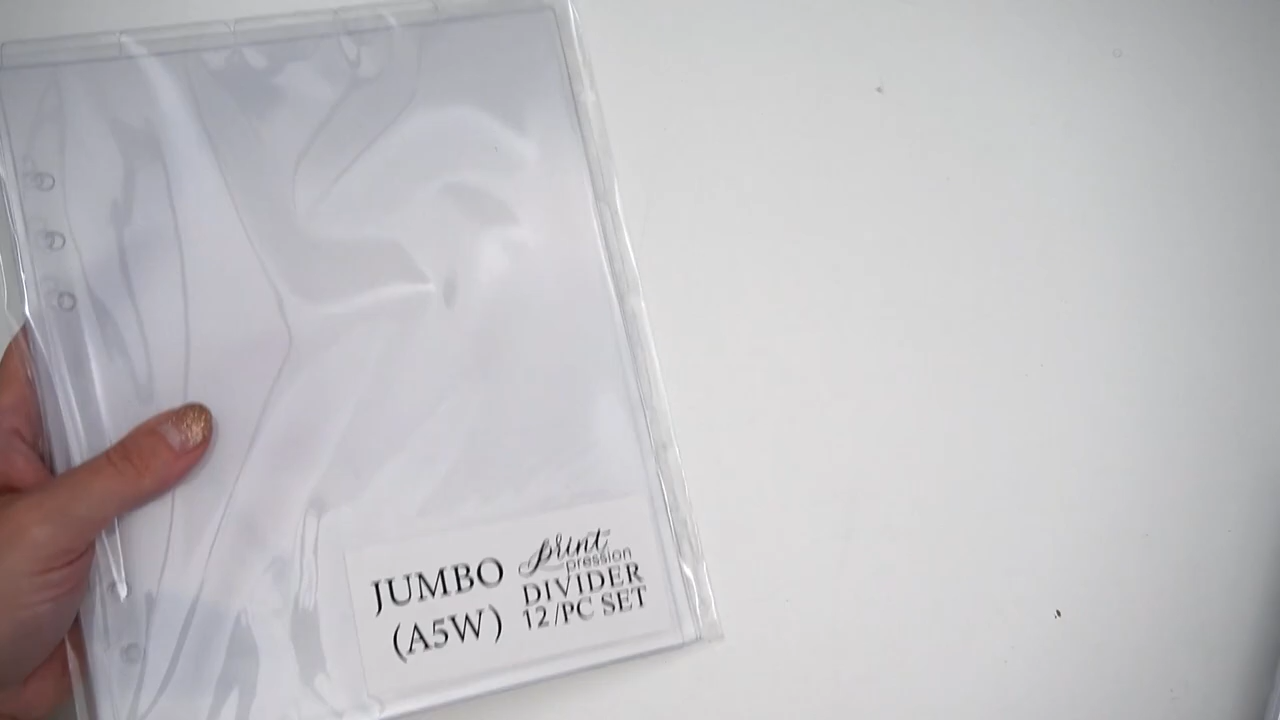 JUMBO
(A5W)
print
pression
DIVIDER
12/PC SET